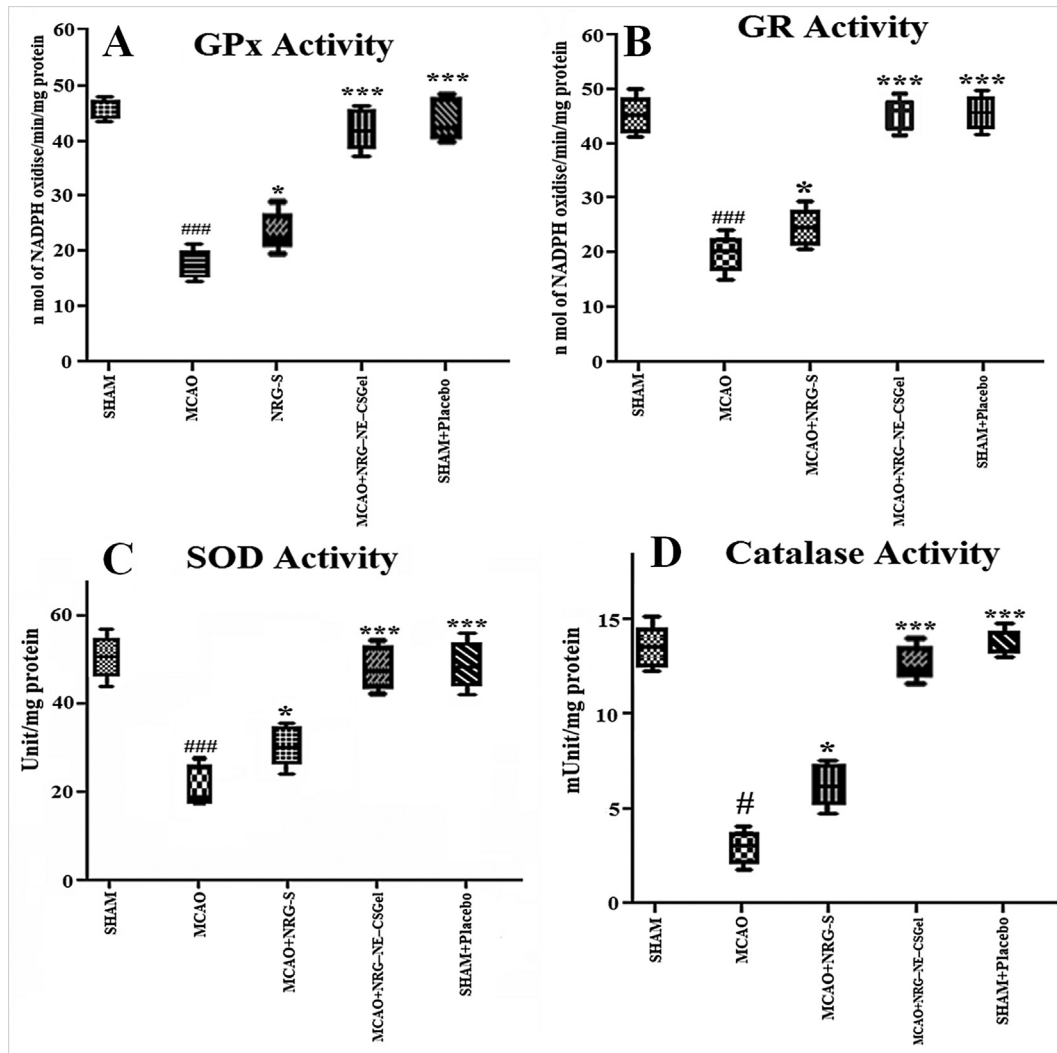 A
GPx Activity
n mol of NADPH oxidise/min/mg protein
60
50
40
30
20
10
0
###
*
***
***
SHAM
MCAO
NRG-S
MCAO+NRG–NE–CSGel
SHAM+Placebo
B
GR Activity
n mol of NADPH oxidise/min/mg protein
60
50
40
30
20
10
0
###
*
***
***
SHAM
MCAO
MCAO+NRG-S
MCAO+NRG–NE–CSGel
SHAM+Placebo
C
SOD Activity
Unit/mg protein
60
40
20
0
###
*
***
***
SHAM
MCAO
MCAO+NRG-S
MCAO+NRG–NE–CSGel
SHAM+Placebo
D
Catalase Activity
mUnit/mg protein
15
10
5
0
#
*
***
***
SHAM
MCAO
MCAO+NRG-S
MCAO+NRG–NE–CSGel
SHAM+Placebo